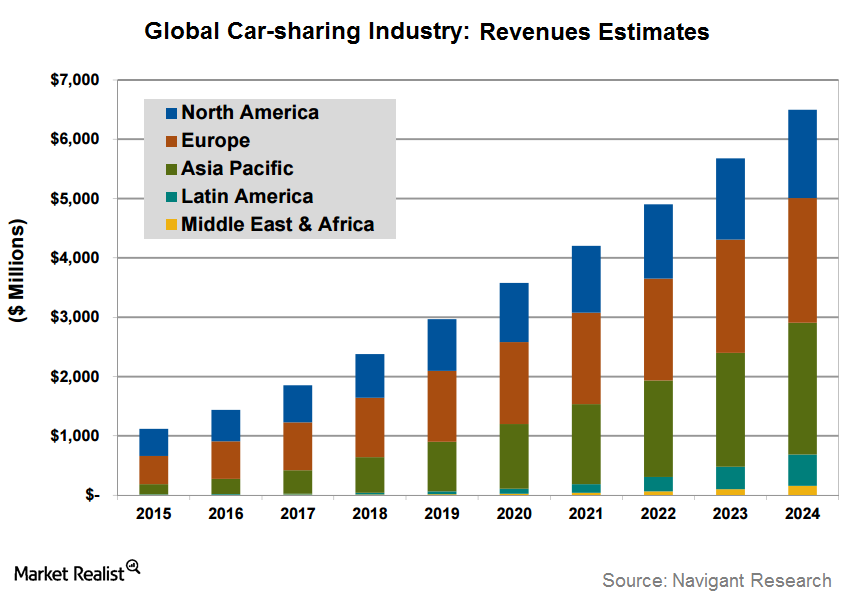 Global Car-sharing Industry: Revenues Estimates
($ Millions)
$7,000
$6,000
$5,000
$4,000
$3,000
$2,000
$1,000
$-
North America
Europe
Asia Pacific
Latin America
Middle East & Africa
2015 2016 2017 2018 2019 2020 2021 2022 2023 2024
Market Realist
Source: Navigant Research